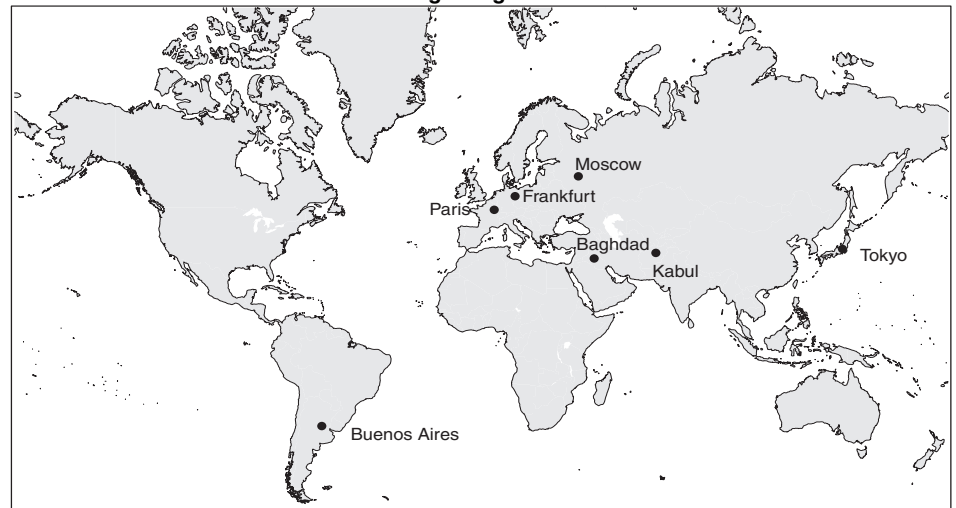 Moscow
Frankfurt
Paris
Baghdad
Kabul
Tokyo
Buenos Aires